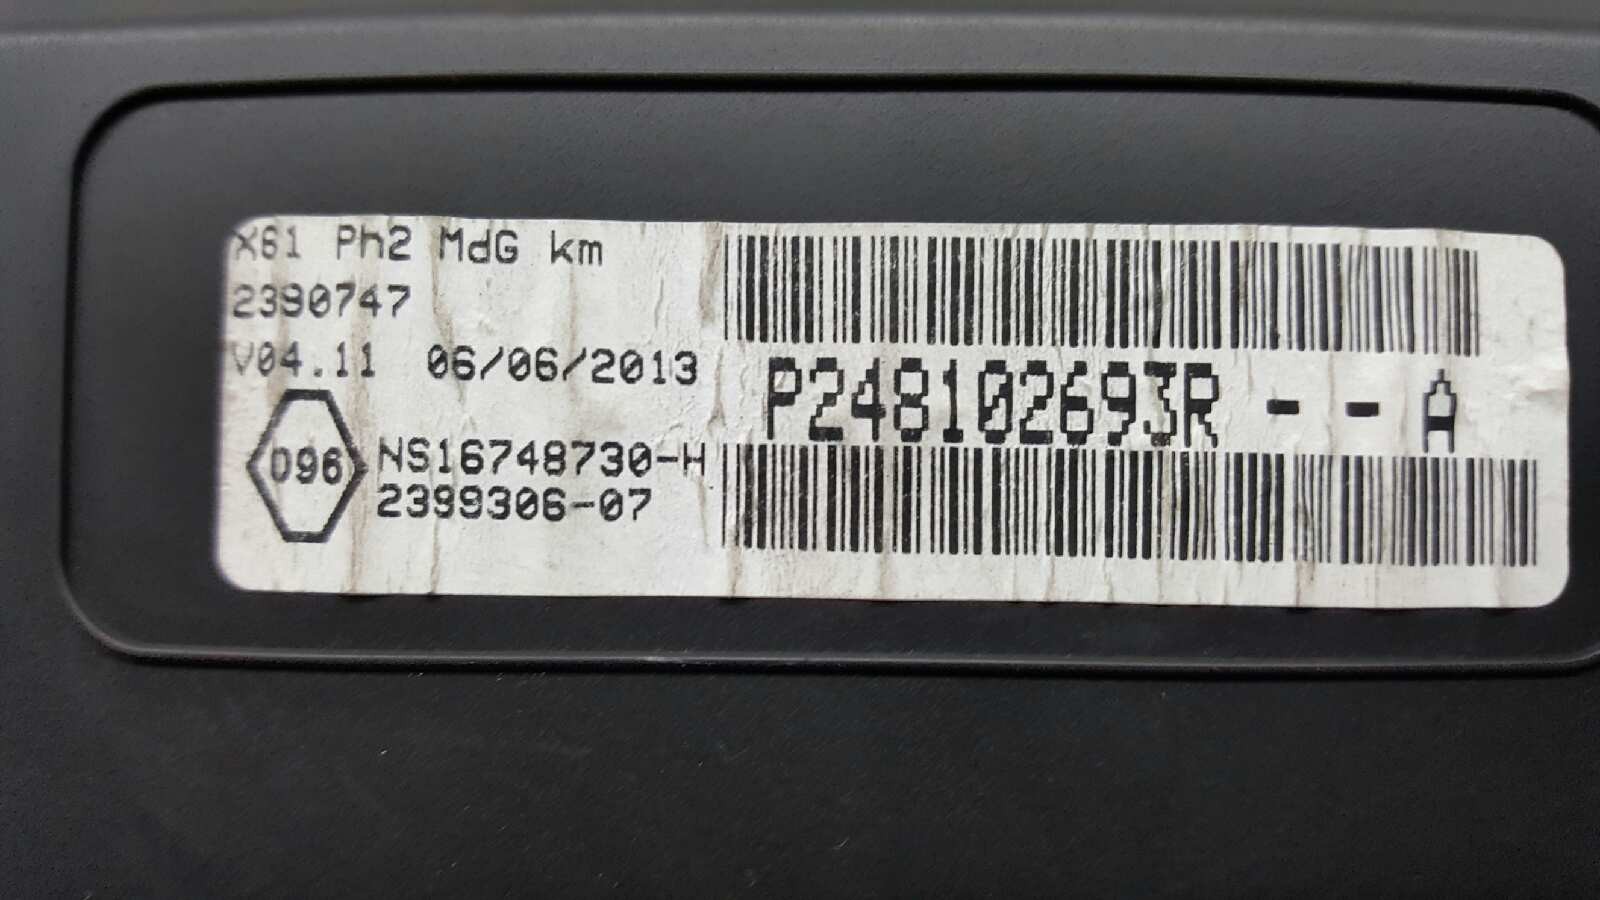 X61 Ph2 MdG km
2390747
V04.11 06/06/2013
P248102693R - - A
D96
NS16748730-H
2399306-07